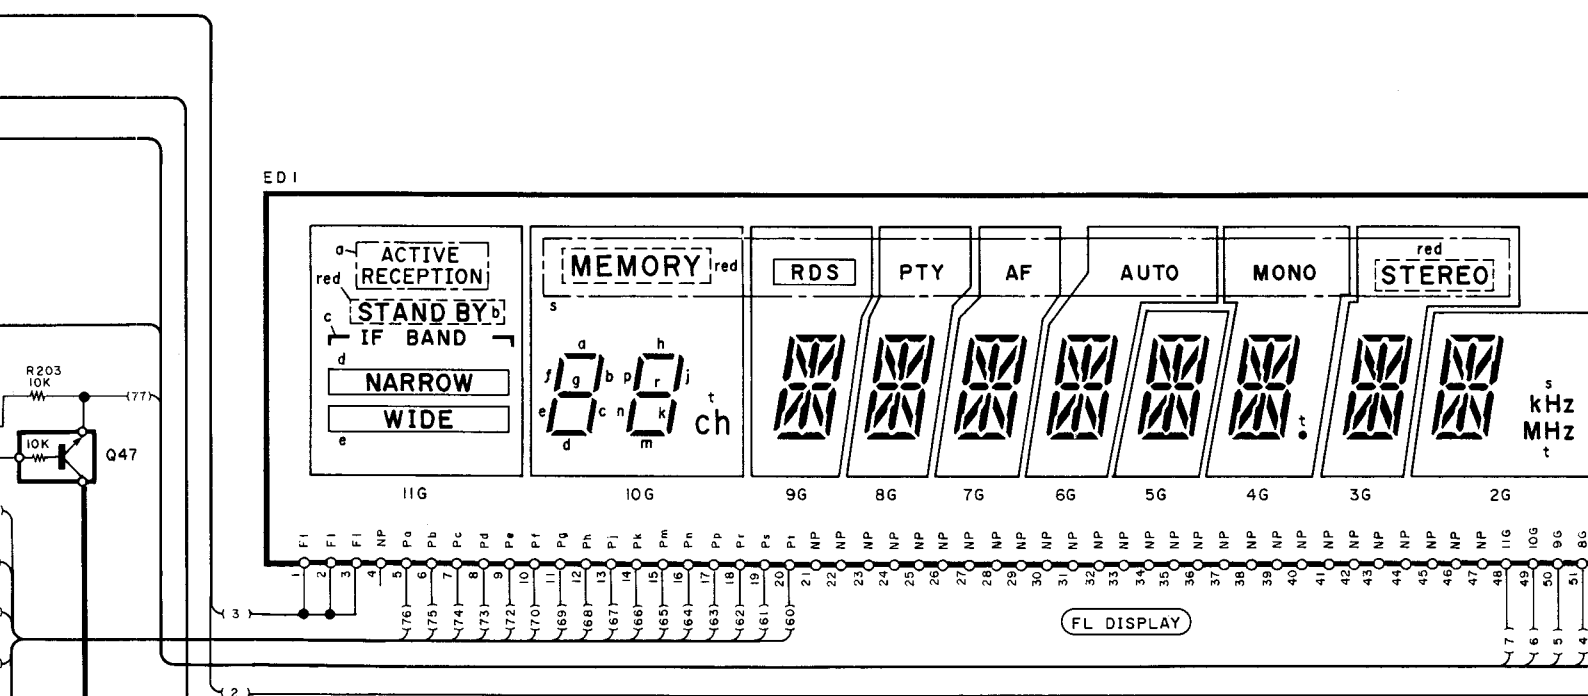 ED1
a
ACTIVE
RECEPTION
red
STAND BY b
c
IF BAND
d
NARROW
WIDE
e
MEMORY red
s
RDS
PTY
AF
AUTO
MONO
red
STEREO
a h
f g b p r j
e c n k
d m
t
ch
t
s
kHz
MHz
t
R203
10K
(77)
10K
Q47
11G 10G 9G 8G 7G 6G 5G 4G 3G 2G
F1 F1 F1 NP Pa Pb Pc Pd Pe Pf Pg Ph Pj Pk Pm Pn Pp Pr Ps Pt NP NP NP NP NP NP NP NP NP NP NP NP NP NP NP NP NP NP NP NP NP NP NP NP NP NP NP 11G 10G 9G 8G
1 2 3 4 5 6 7 8 9 10 11 12 13 14 15 16 17 18 19 20 21 22 23 24 25 26 27 28 29 30 31 32 33 34 35 36 37 38 39 40 41 42 43 44 45 46 47 48 49 50 51
(3) (76) (75) (74) (73) (72) (70) (69) (68) (67) (66) (65) (64) (63) (62) (61) (60)
FL DISPLAY
7 6 5 4
(2)